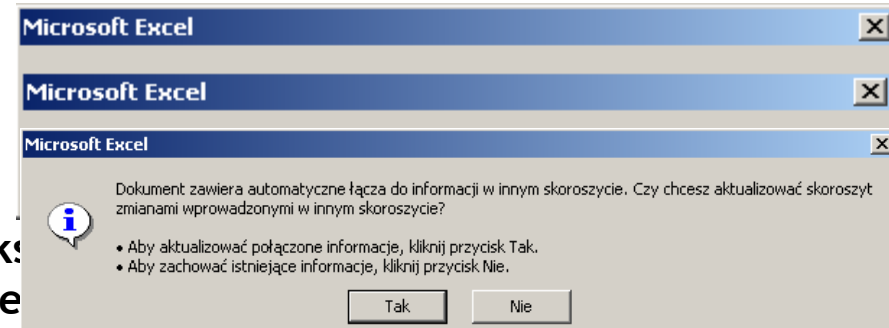 Microsoft Excel
Microsoft Excel
Microsoft Excel
Dokument zawiera automatyczne łącza do informacji w innym skoroszycie. Czy chcesz aktualizować skoroszyt
zmianami wprowadzonymi w innym skoroszycie?
• Aby aktualizować połączone informacje, kliknij przycisk Tak.
• Aby zachować istniejące informacje, kliknij przycisk Nie.
Tak Nie